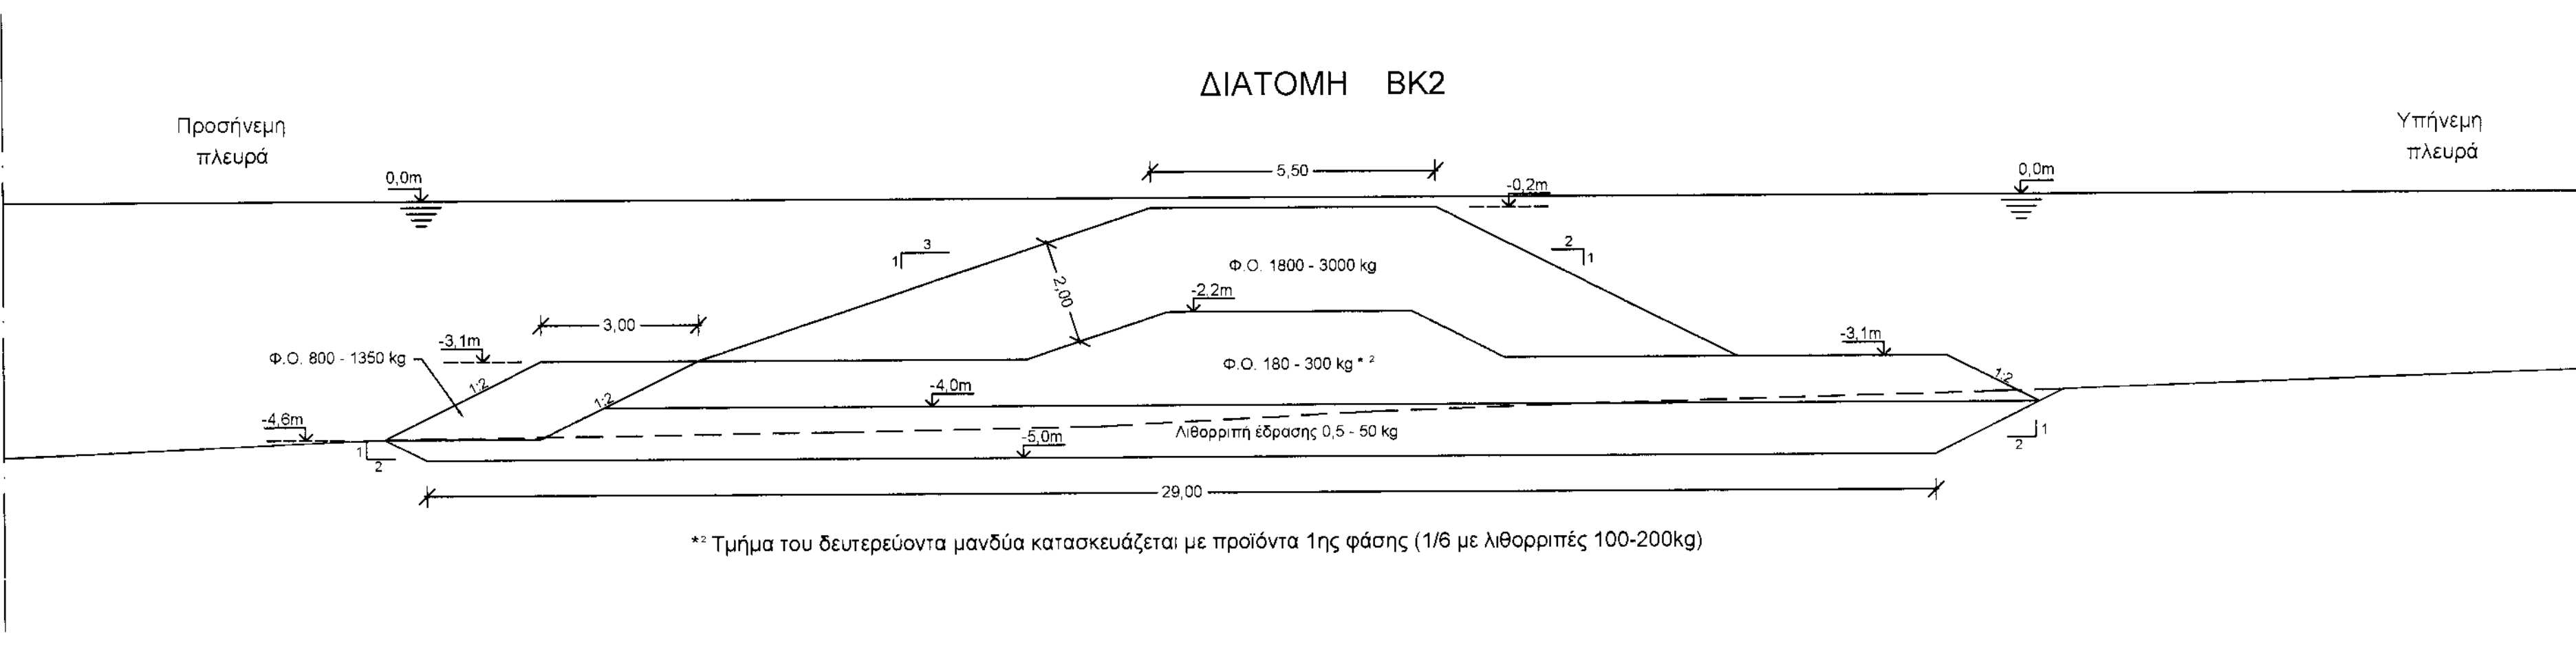 ΔΙΑΤΟΜΗ ΒΚ2
Προσήνεμη
πλευρά
Υπήνεμη
πλευρά
0,0m
5,50
-0,2m
0,0m
3
1
2
1
Φ.Ο. 1800 - 3000 kg
2,00
-2,2m
3,00
-3,1m
-3,1m
Φ.Ο. 800 - 1350 kg
Φ.Ο. 180 - 300 kg *²
1:2
1:2
1:2
-4,0m
-4,6m
Λιθορριπή έδρασης 0,5 - 50 kg
-5,0m
1
2
1
2
29,00
*² Τμήμα του δευτερεύοντα μανδύα κατασκευάζεται με προϊόντα 1ης φάσης (1/6 με λιθορριπές 100-200kg)